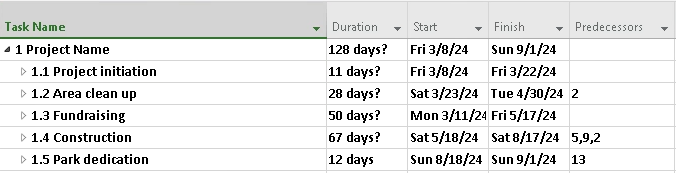 Task Name Duration Start Finish Predecessors
1 Project Name 128 days? Fri 3/8/24 Sun 9/1/24
1.1 Project initiation 11 days? Fri 3/8/24 Fri 3/22/24
1.2 Area clean up 28 days? Sat 3/23/24 Tue 4/30/24 2
1.3 Fundraising 50 days? Mon 3/11/24 Fri 5/17/24
1.4 Construction 67 days? Sat 5/18/24 Sat 8/17/24 5,9,2
1.5 Park dedication 12 days Sun 8/18/24 Sun 9/1/24 13